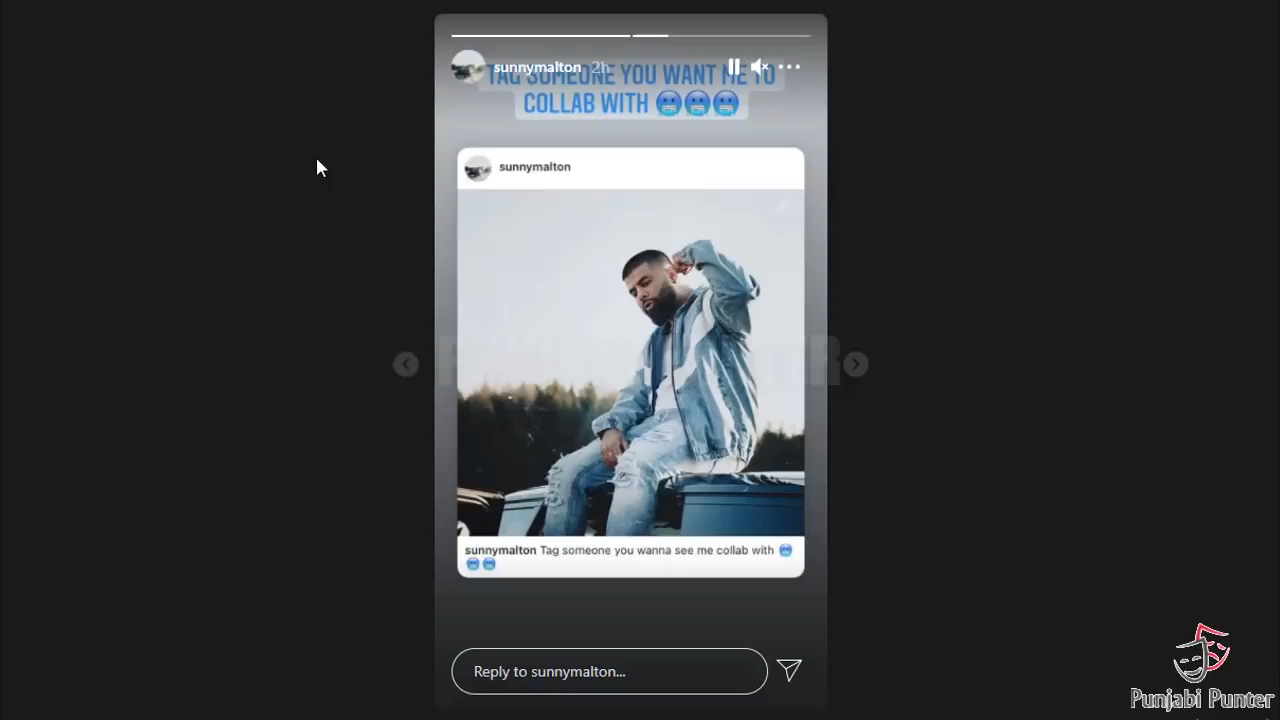 sunnymalton 2h
TAG SOMEONE YOU WANT ME TO
COLLAB WITH 🥶🥶🥶
sunnymalton
sunnymalton Tag someone you wanna see me collab with 🥶
🥶🥶
Reply to sunnymalton...
Punjabi Punter